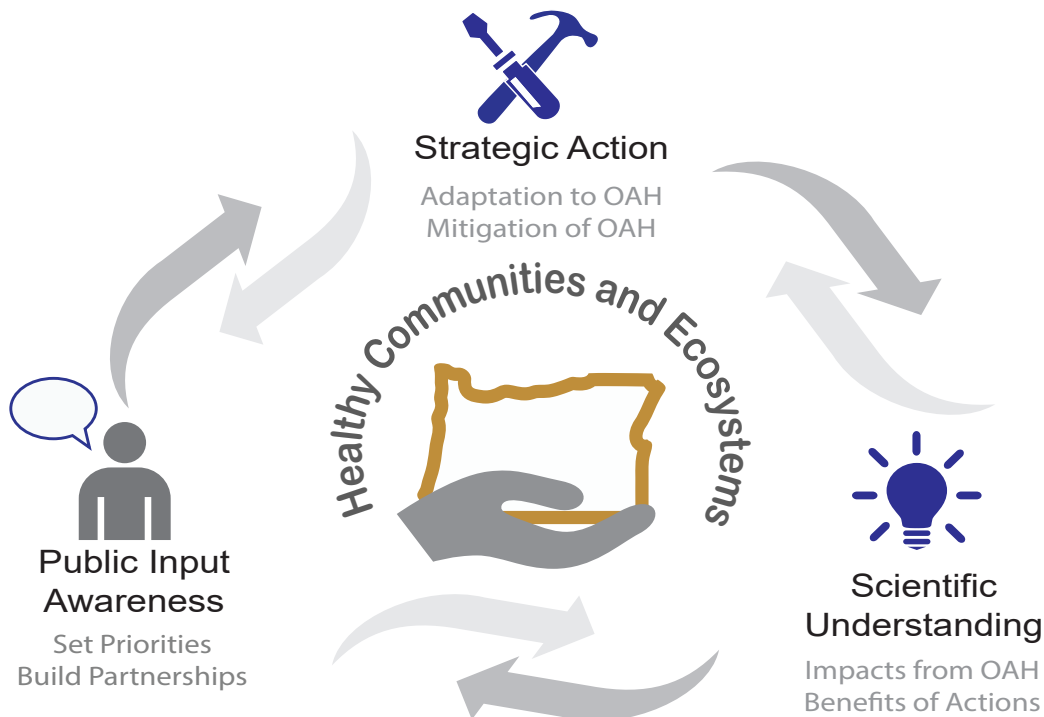 Strategic Action
Adaptation to OAH
Mitigation of OAH
Healthy Communities and Ecosystems
Public Input
Awareness
Set Priorities
Build Partnerships
Scientific
Understanding
Impacts from OAH
Benefits of Actions